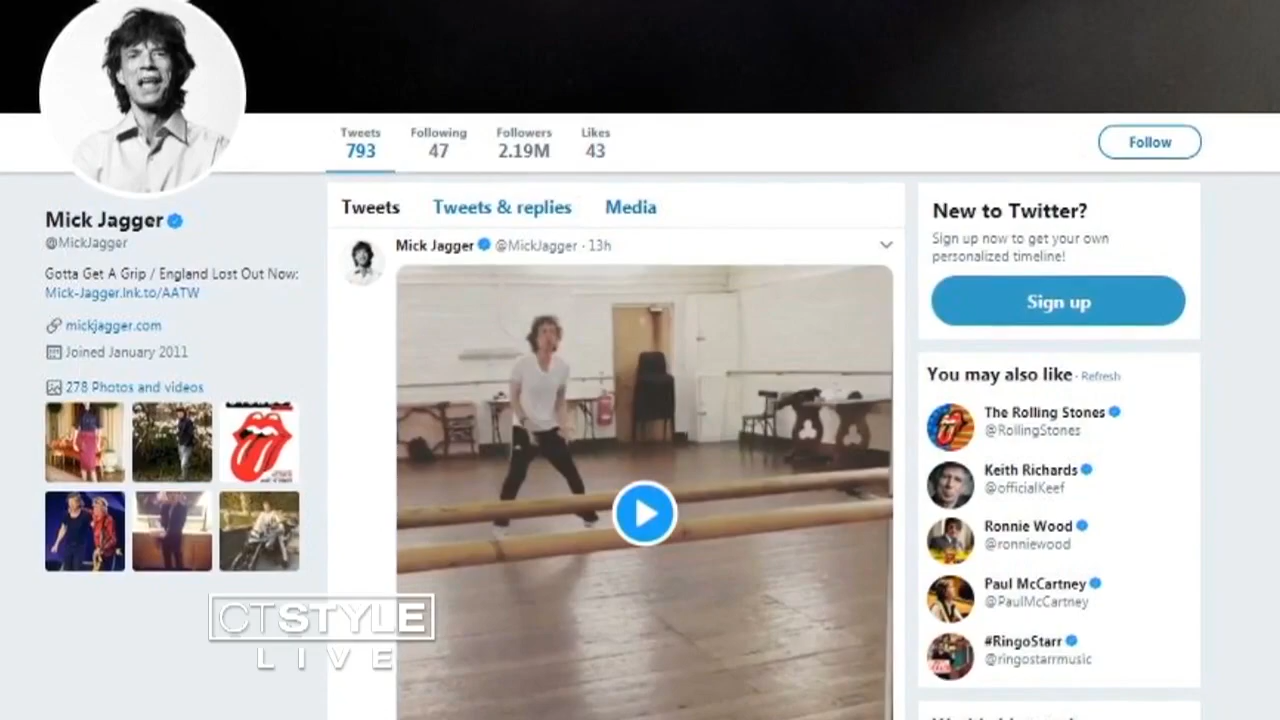 Tweets
793
Following
47
Followers
2.19M
Likes
43
Follow
Mick Jagger
@MickJagger
Gotta Get A Grip / England Lost Out Now:
Mick-Jagger.lnk.to/AATW
mickjagger.com
Joined January 2011
278 Photos and videos
Tweets
Tweets & replies
Media
Mick Jagger @MickJagger · 13h
New to Twitter?
Sign up now to get your own
personalized timeline!
Sign up
You may also like · Refresh
The Rolling Stones
@RollingStones
Keith Richards
@officialKeef
Ronnie Wood
@ronniewood
Paul McCartney
@PaulMcCartney
#RingoStarr
@ringostarrmusic
CTSTYLE
LIVE